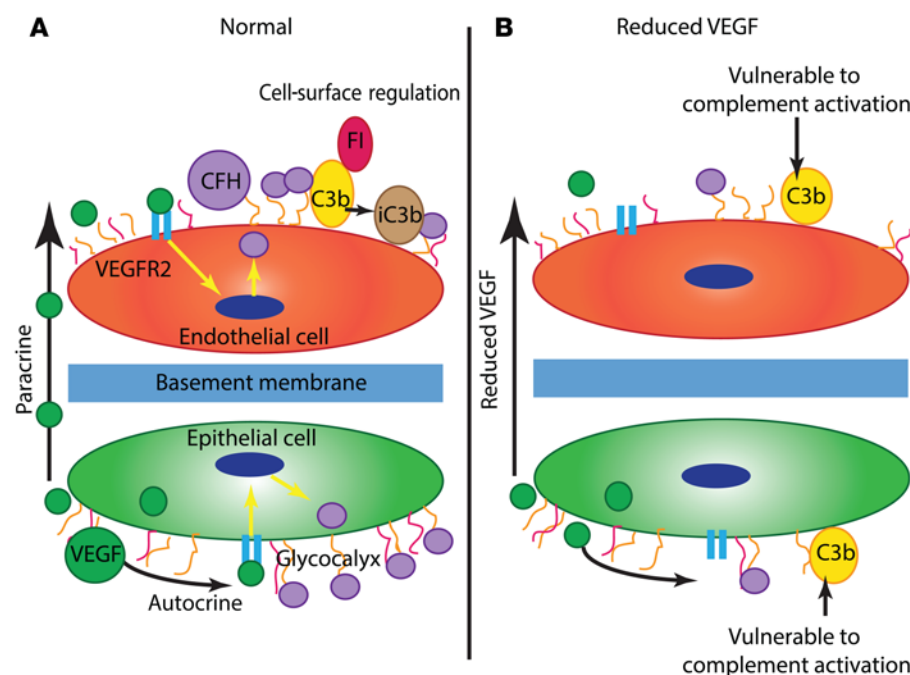 A
Normal
Cell-surface regulation
FI
CFH
C3b
iC3b
VEGFR2
Endothelial cell
Paracrine
Basement membrane
Epithelial cell
VEGF
Glycocalyx
Autocrine
B
Reduced VEGF
Vulnerable to
complement activation
C3b
Reduced VEGF
C3b
Vulnerable to
complement activation